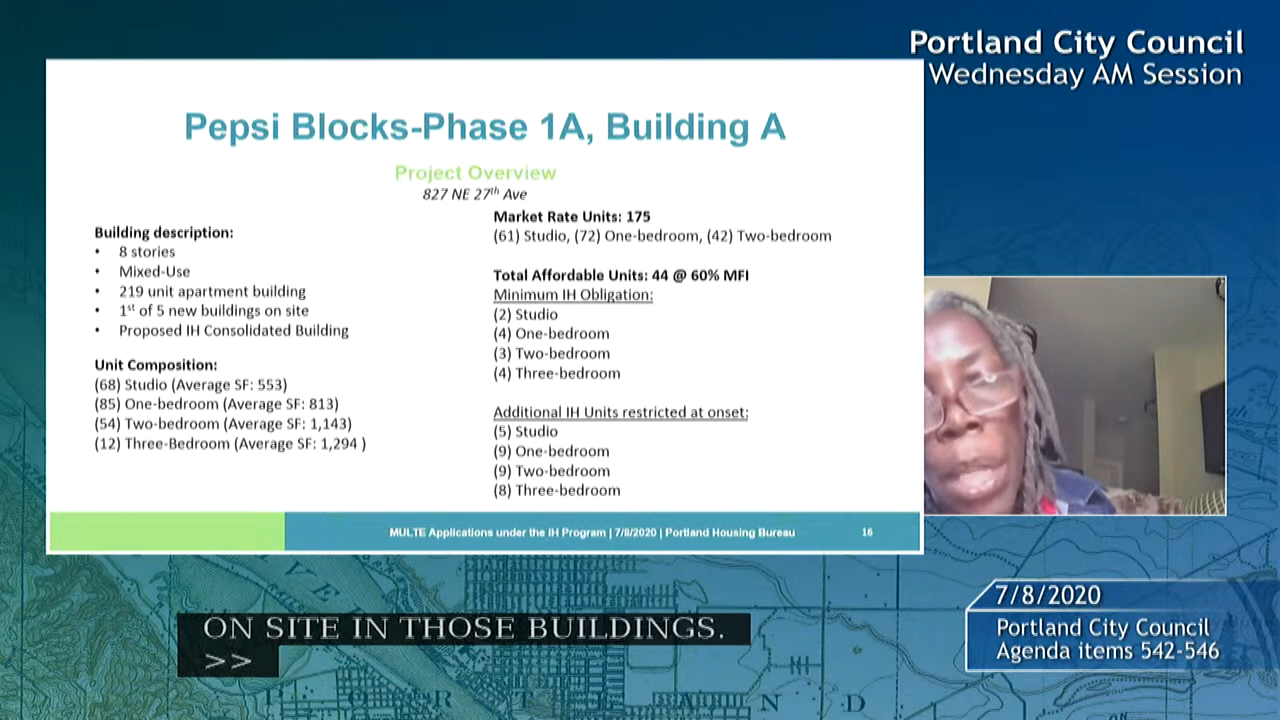 Portland City Council
Wednesday AM Session
Pepsi Blocks-Phase 1A, Building A
Project Overview
827 NE 27th Ave
Building description:
• 8 stories
• Mixed-Use
• 219 unit apartment building
• 1st of 5 new buildings on site
• Proposed IH Consolidated Building
Unit Composition:
(68) Studio (Average SF: 553)
(85) One-bedroom (Average SF: 813)
(54) Two-bedroom (Average SF: 1,143)
(12) Three-Bedroom (Average SF: 1,294 )
Market Rate Units: 175
(61) Studio, (72) One-bedroom, (42) Two-bedroom
Total Affordable Units: 44 @ 60% MFI
Minimum IH Obligation:
(2) Studio
(4) One-bedroom
(3) Two-bedroom
(4) Three-bedroom
Additional IH Units restricted at onset:
(5) Studio
(9) One-bedroom
(9) Two-bedroom
(8) Three-bedroom
MULTE Applications under the IH Program | 7/8/2020 | Portland Housing Bureau
16
ON SITE IN THOSE BUILDINGS.
>>
7/8/2020
Portland City Council
Agenda items 542-546